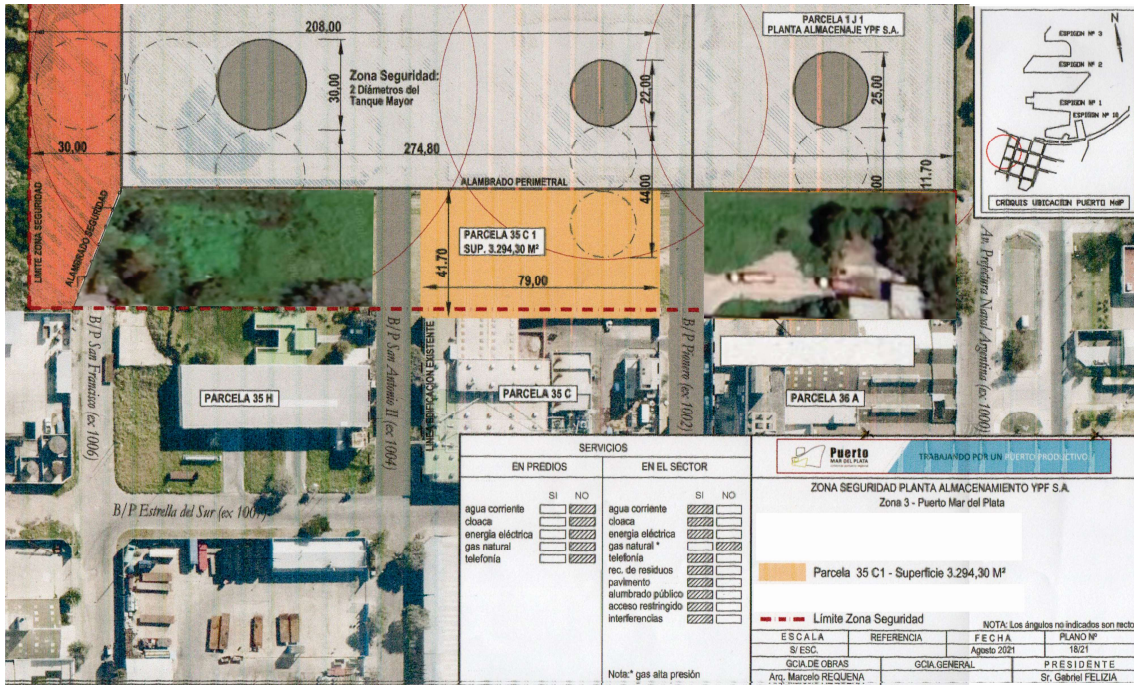 208,00
PARCELA 1 J 1
PLANTA ALMACENAJE YPF S.A.
N
ESPIGON Nº 3
ESPIGON Nº 2
ESPIGON Nº 1
ESPIGON Nº 10
CROQUIS UBICACION PUERTO MdP
Zona Seguridad:
2 Diámetros del
Tanque Mayor
30,00
22,00
25,00
30,00
274,80
11.70
44,00
00
ALAMBRADO PERIMETRAL
LIMITE ZONA SEGURIDAD
ALAMBRADO SEGURIDAD
PARCELA 35 C 1
SUP. 3.294,30 M²
41.70
79,00
B/P San Francisco (ex 1006)
B/P San Antonio II (ex 1004)
B/P Pionero (ex 1002)
Av. Prefectura Naval Argentina (ex 1000)
PARCELA 35 H
PARCELA 35 C
PARCELA 36 A
B/P Estrella del Sur (ex
SERVICIOS
EN PREDIOS
EN EL SECTOR
SI NO
SI NO
agua corriente
cloaca
energia eléctrica
gas natural
telefonía
agua corriente
cloaca
energia eléctrica
gas natural *
telefonía
rec. de residuos
pavimento
alumbrado público
acceso restringido
interferencias
Nota:* gas alta presión
Puerto
MAR DEL PLATA
TRABAJANDO POR UN PUERTO PRODUCTIVO
ZONA SEGURIDAD PLANTA ALMACENAMIENTO YPF S.A.
Zona 3 - Puerto Mar del Plata
Parcela 35 C1 - Superficie 3.294,30 M²
Límite Zona Seguridad
NOTA: Los ángulos no indicados son recto
ESCALA REFERENCIA FECHA PLANO Nº
S/ ESC. Agosto 2021 18/21
GCIA.DE OBRAS GCIA.GENERAL PRESIDENTE
Arq. Marcelo REQUENA Sr. Gabriel FELIZIA